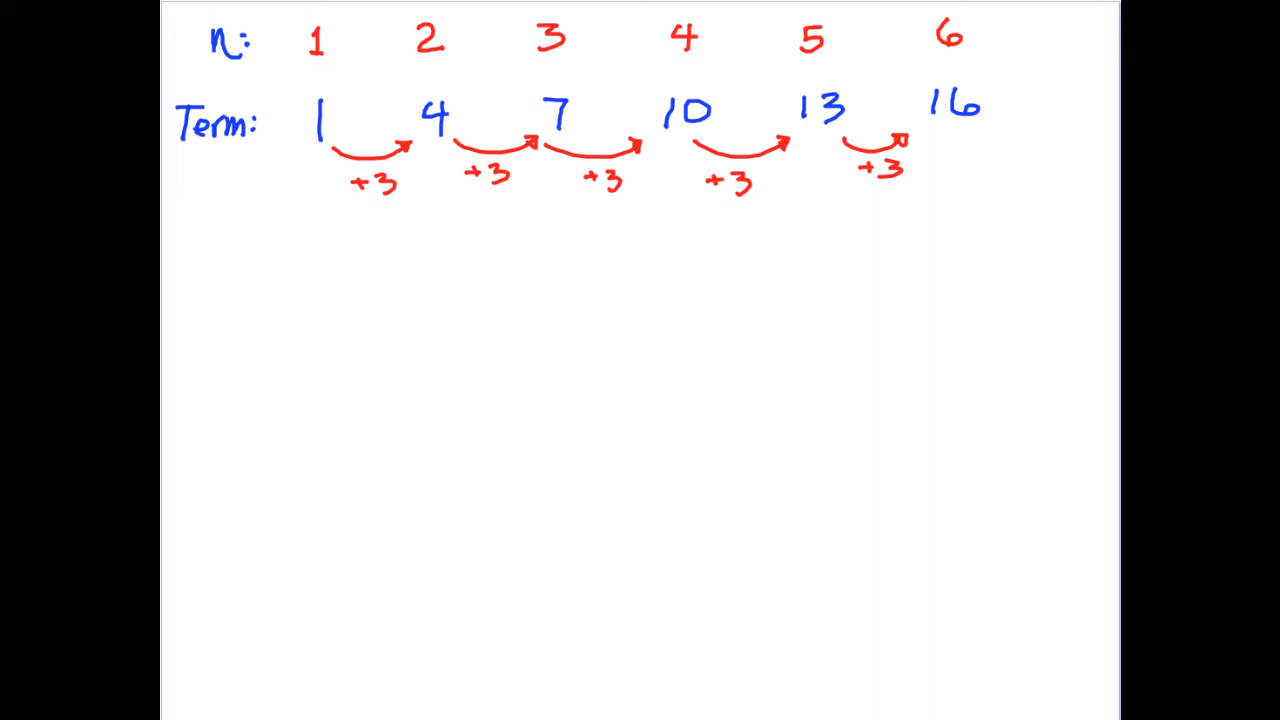 n: 1 2 3 4 5 6
Term: 1 4 7 10 13 16
+3 +3 +3 +3 +3